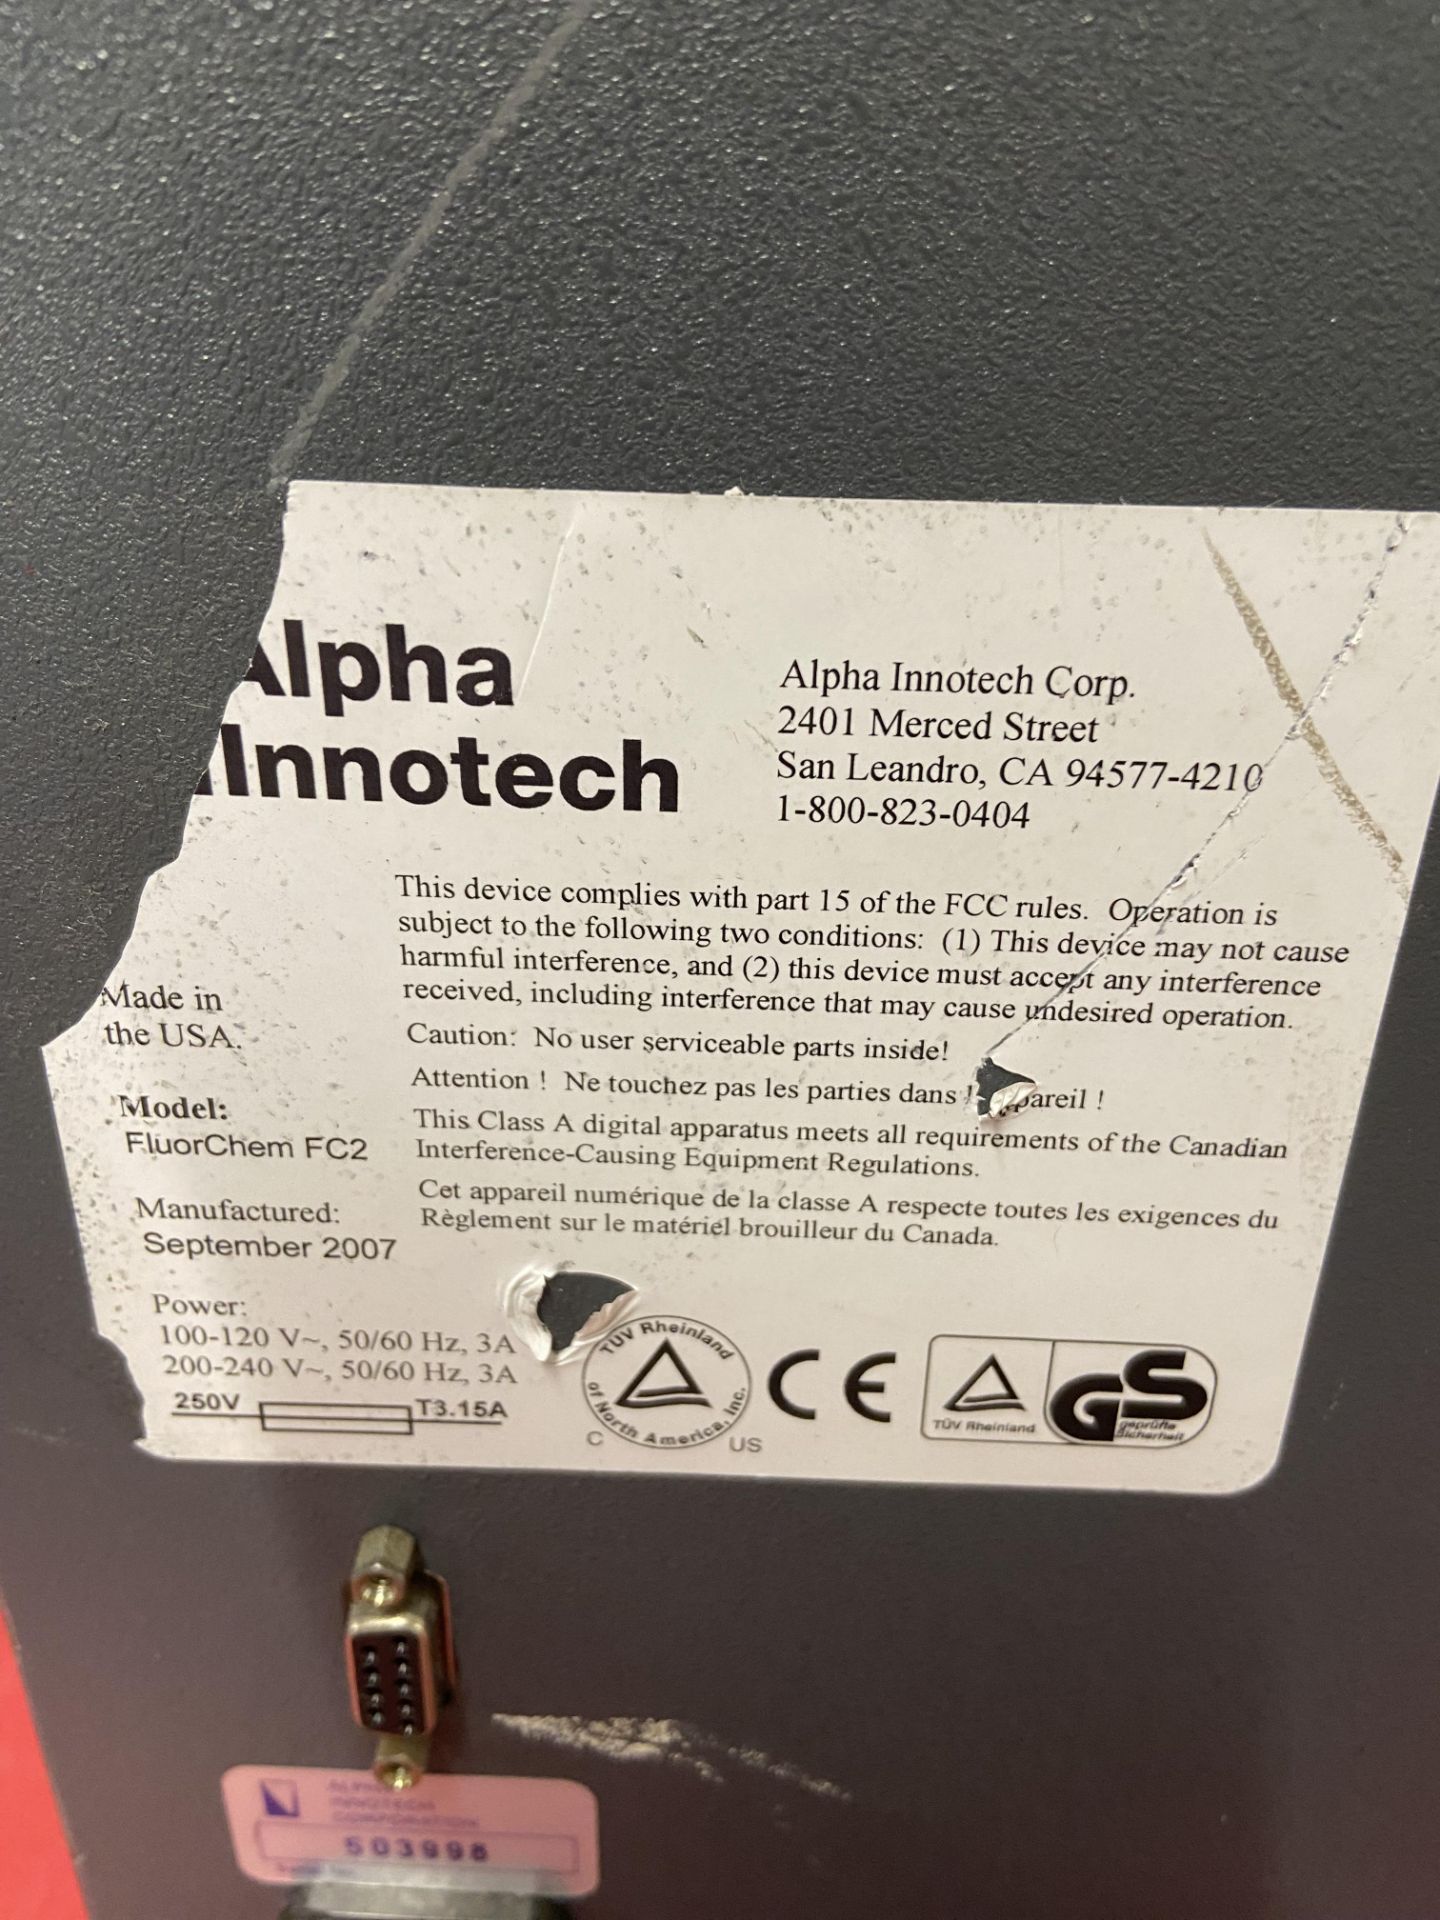 Alpha
Innotech
Alpha Innotech Corp.
2401 Merced Street
San Leandro, CA 94577-4210
1-800-823-0404
This device complies with part 15 of the FCC rules. Operation is
subject to the following two conditions: (1) This device may not cause
harmful interference, and (2) this device must accept any interference
received, including interference that may cause undesired operation.
Caution: No user serviceable parts inside!
Attention ! Ne touchez pas les parties dans l'appareil !
This Class A digital apparatus meets all requirements of the Canadian
Interference-Causing Equipment Regulations.
Cet appareil numérique de la classe A respecte toutes les exigences du
Règlement sur le matériel brouilleur du Canada.
Made in
the USA.
Model:
FluorChem FC2
Manufactured:
September 2007
Power:
100-120 V~, 50/60 Hz, 3A
200-240 V~, 50/60 Hz, 3A
250V T3.15A
TÜV Rheinland
of North America, Inc.
C US
CE
TÜV Rheinland
GS
geprüfte
Sicherheit
ALPHA
INNOTECH
CORPORATION
503998